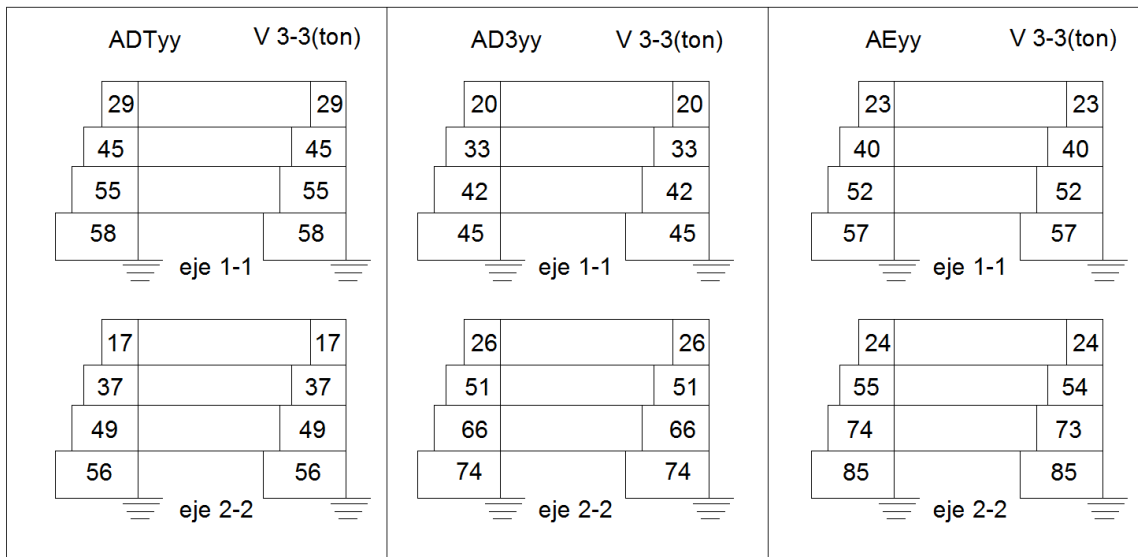 ADTyy V 3-3(ton)
29 29
45 45
55 55
58 58
eje 1-1
17 17
37 37
49 49
56 56
eje 2-2
AD3yy V 3-3(ton)
20 20
33 33
42 42
45 45
eje 1-1
26 26
51 51
66 66
74 74
eje 2-2
AEyy V 3-3(ton)
23 23
40 40
52 52
57 57
eje 1-1
24 24
55 54
74 73
85 85
eje 2-2